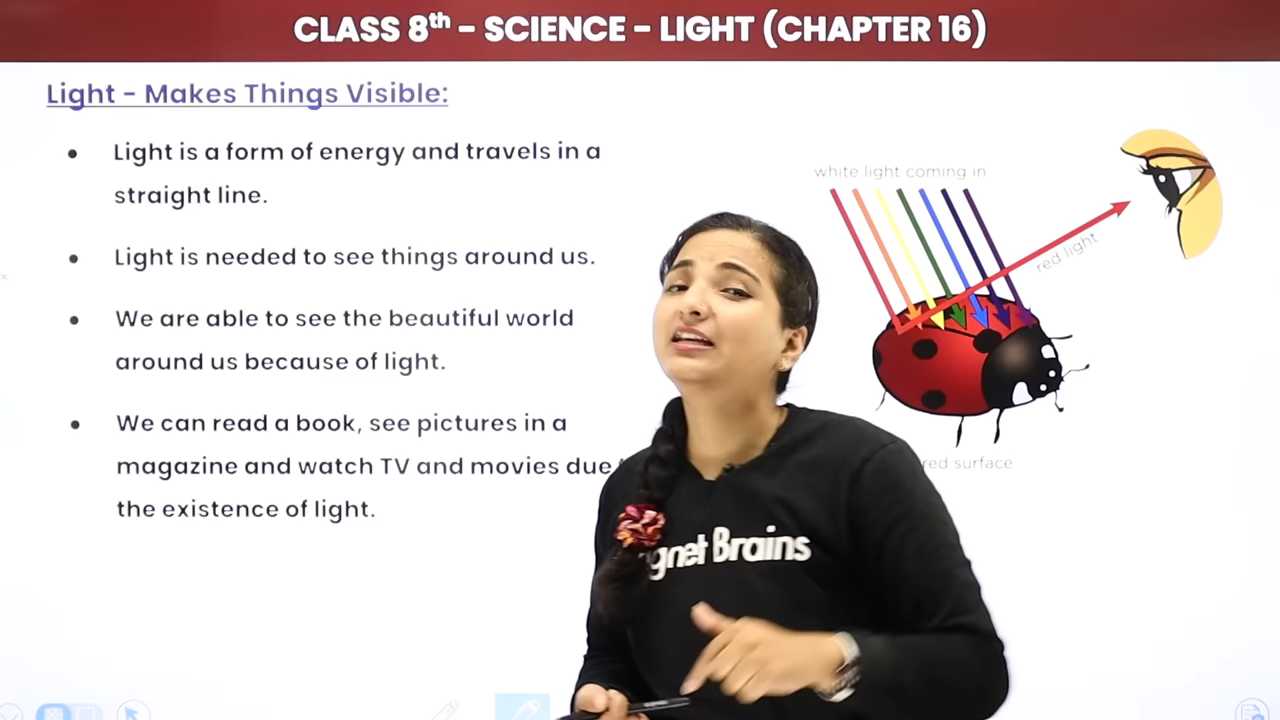 CLASS 8th - SCIENCE - LIGHT (CHAPTER 16)
Light - Makes Things Visible:
• Light is a form of energy and travels in a
straight line.
• Light is needed to see things around us.
• We are able to see the beautiful world
around us because of light.
• We can read a book, see pictures in a
magazine and watch TV and movies due
the existence of light.
white light coming in
red light
red surface
gnet Brains